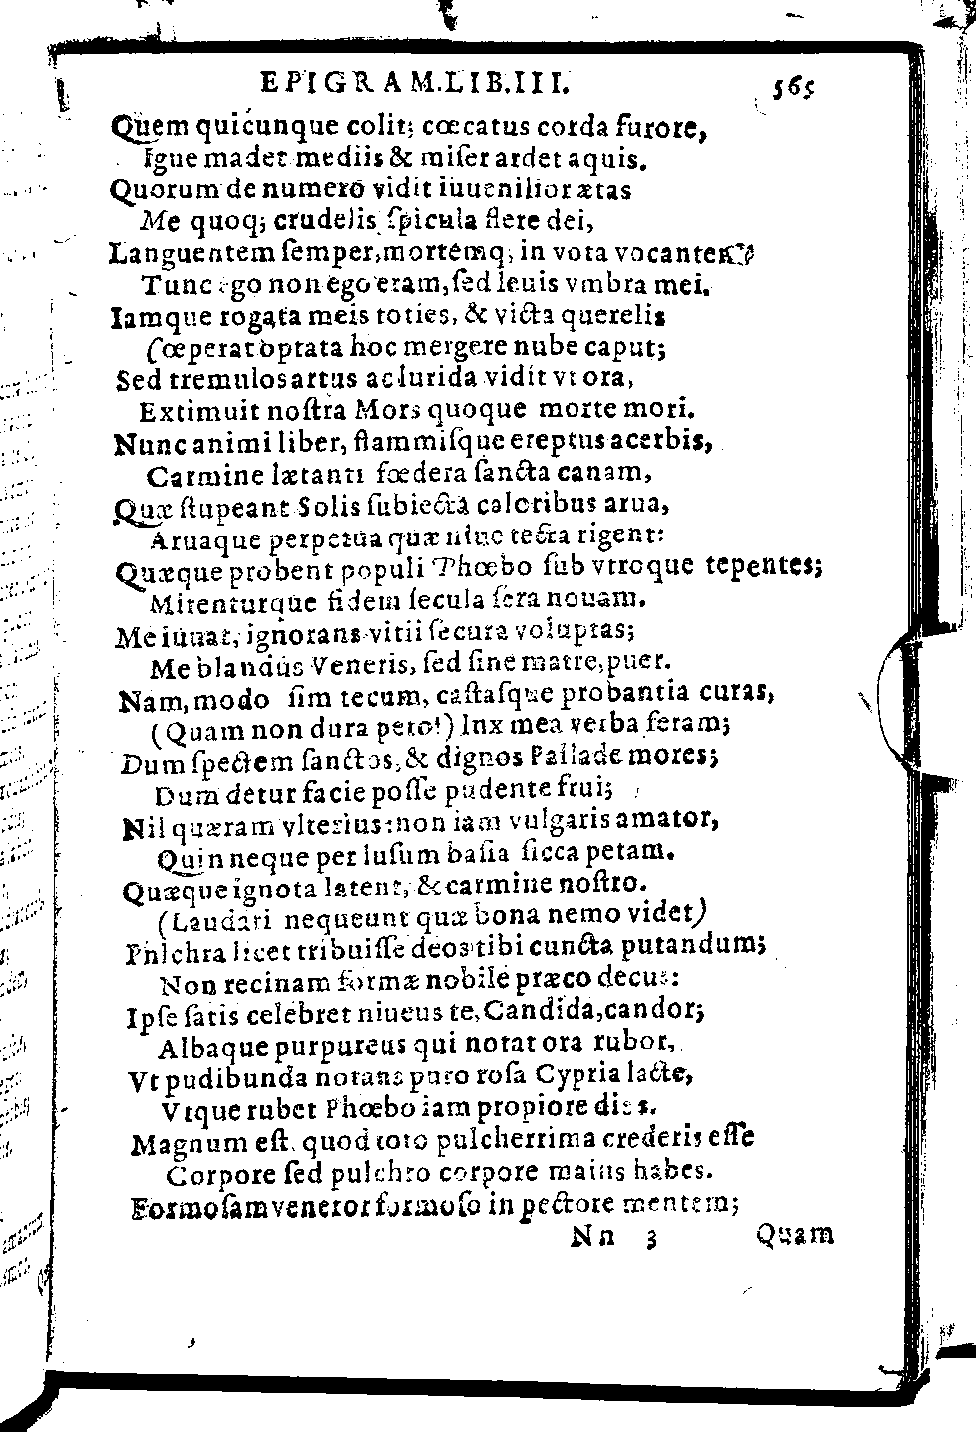 EPIGRAM.LIB.III. 565
Quem quicunque colit; cœcatus corda furore,
Igne madet mediis & miſer ardet aquis.
Quorum de numero vidit iuuenilior ætas
Me quoq; crudelis ſpicula flere dei,
Languentem ſemper, mortemq; in vota vocantem;
Tunc ego non ego eram, ſed leuis vmbra mei.
Iamque rogata meis toties, & victa querelis
Cœperat optata hoc mergere nube caput;
Sed tremulos artus ac lurida vidit vt ora,
Extimuit noſtra Mors quoque morte mori.
Nunc animi liber, flammiſque ereptus acerbis,
Carmine lætanti fœdera ſancta canam,
Quæ ſtupeant Solis ſubiecta caloribus arua,
Aruaque perpetua quæ niue tecta rigent:
Quæque probent populi Phœbo ſub vtroque tepentes;
Mirenturque fidem ſecula ſera nouam.
Me iuuat, ignorans vitii ſecura voluptas;
Me blandus Veneris, ſed ſine matre, puer.
Nam, modo ſim tecum, caſtaſque probantia curas,
(Quam non dura peto!) Inx mea verba feram;
Dum ſpectem ſanctos, & dignos Pallade mores;
Dum detur facie poſſe pudente frui;
Nil quæram vlterius: non iam vulgaris amator,
Quin neque per luſum baſia ſicca petam.
Quæque ignota latent, & carmine noſtro.
(Laudari nequeunt quæ bona nemo videt)
Pulchra licet tribuiſſe deos tibi cuncta putandum;
Non recinam formæ nobile præco decus:
Ipſe ſatis celebret niueus te, Candida, candor;
Albaque purpureus qui notat ora rubor,
Vt pudibunda notans puro roſa Cypria lacte,
Vtque rubet Phœbo iam propiore dies.
Magnum eſt, quod toto pulcherrima crederis eſſe
Corpore ſed pulchro corpore maius habes.
Formoſam veneror formoſo in pectore mentem;
Nn 3 Quam